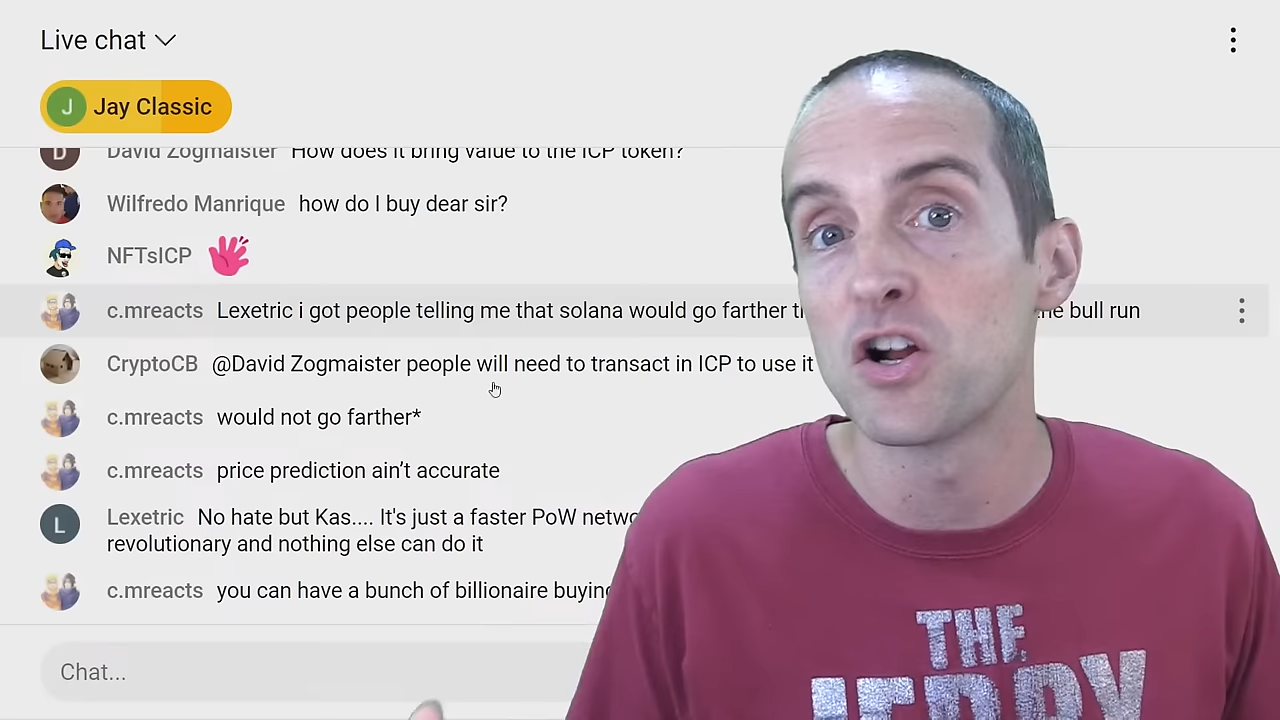 Live chat
J Jay Classic
D David Zogmaister How does it bring value to the ICP token?
Wilfredo Manrique how do I buy dear sir?
NFTsICP
c.mreacts Lexetric i got people telling me that solana would go farther bull run
CryptoCB @David Zogmaister people will need to transact in ICP to use it
c.mreacts would not go farther*
c.mreacts price prediction ain't accurate
L Lexetric No hate but Kas.... It's just a faster PoW
revolutionary and nothing else can do it
c.mreacts you can have a bunch of billionaire
Chat...
THE
JERRY